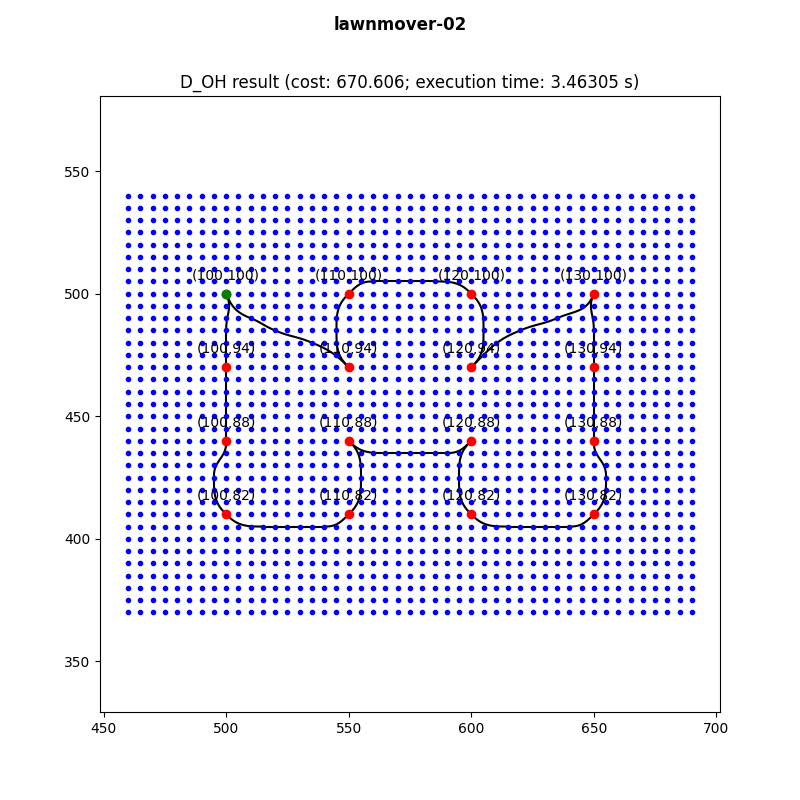 lawnmover-02
D_OH result (cost: 670.606; execution time: 3.46305 s)
550
500
450
400
350
(100,100) (110,100) (120,100) (130,100)
(100,94) (110,94) (120,94) (130,94)
(100,88) (110,88) (120,88) (130,88)
(100,82) (110,82) (120,82) (130,82)
450 500 550 600 650 700